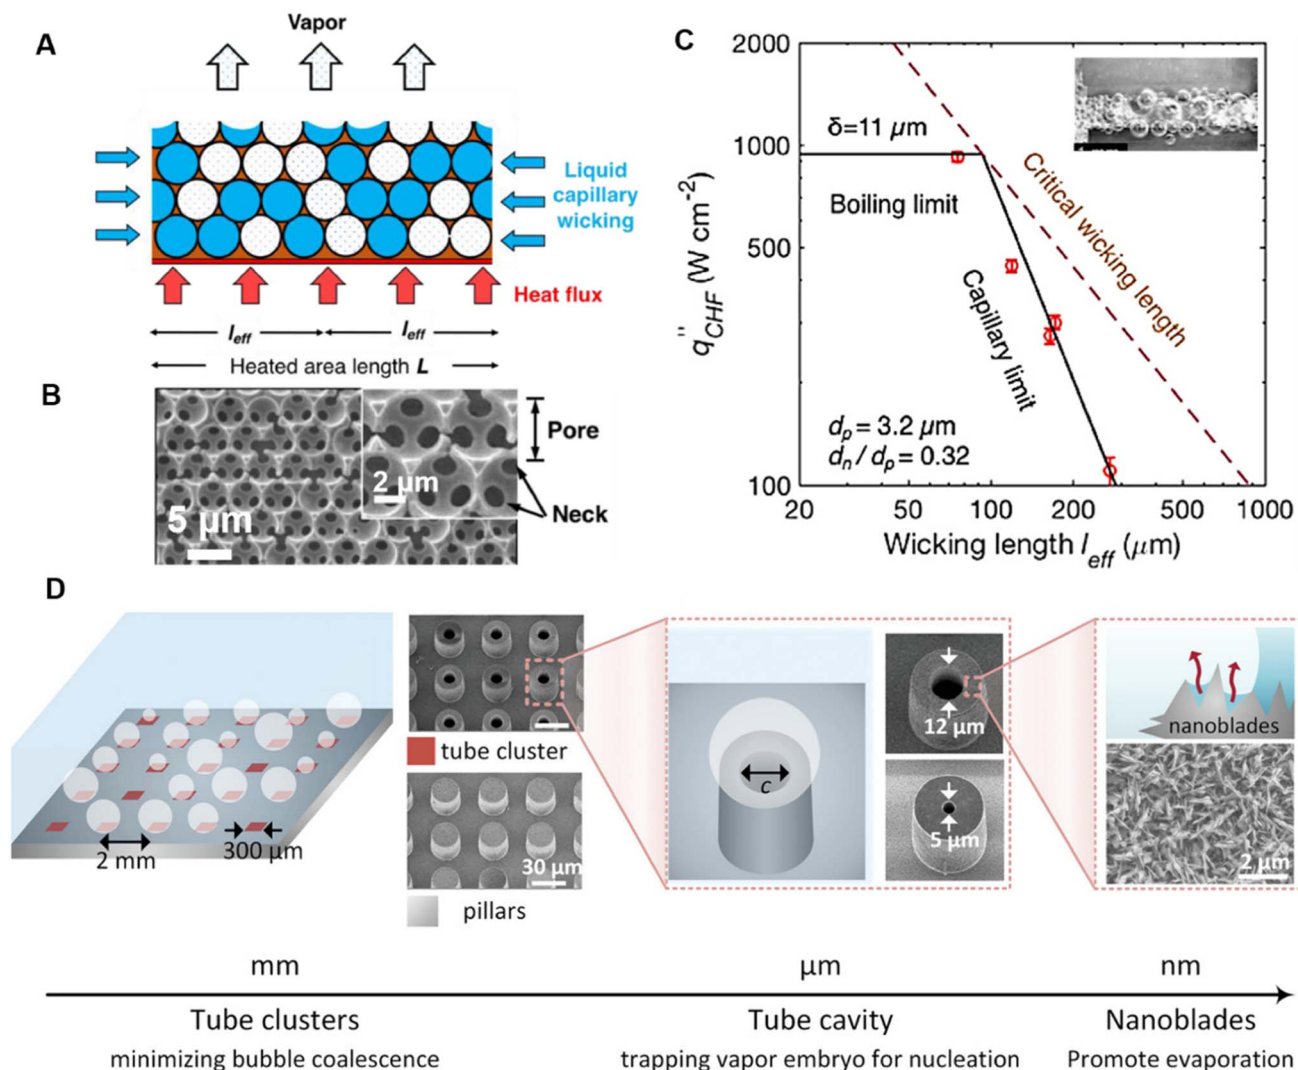 A
Vapor
Liquid
capillary
wicking
Heat flux
l_eff
l_eff
Heated area length L
B
5 μm
2 μm
Pore
Neck
C
2000
1000
500
100
q''_CHF (W cm⁻²)
δ=11 μm
Boiling limit
Capillary limit
Critical wicking length
d_p = 3.2 μm
d_n / d_p = 0.32
20
50
100
200
500
1000
Wicking length l_eff (μm)
D
2 mm
300 μm
tube cluster
30 μm
pillars
c
12 μm
5 μm
nanoblades
2 μm
mm
μm
nm
Tube clusters
Tube cavity
Nanoblades
minimizing bubble coalescence
trapping vapor embryo for nucleation
Promote evaporation